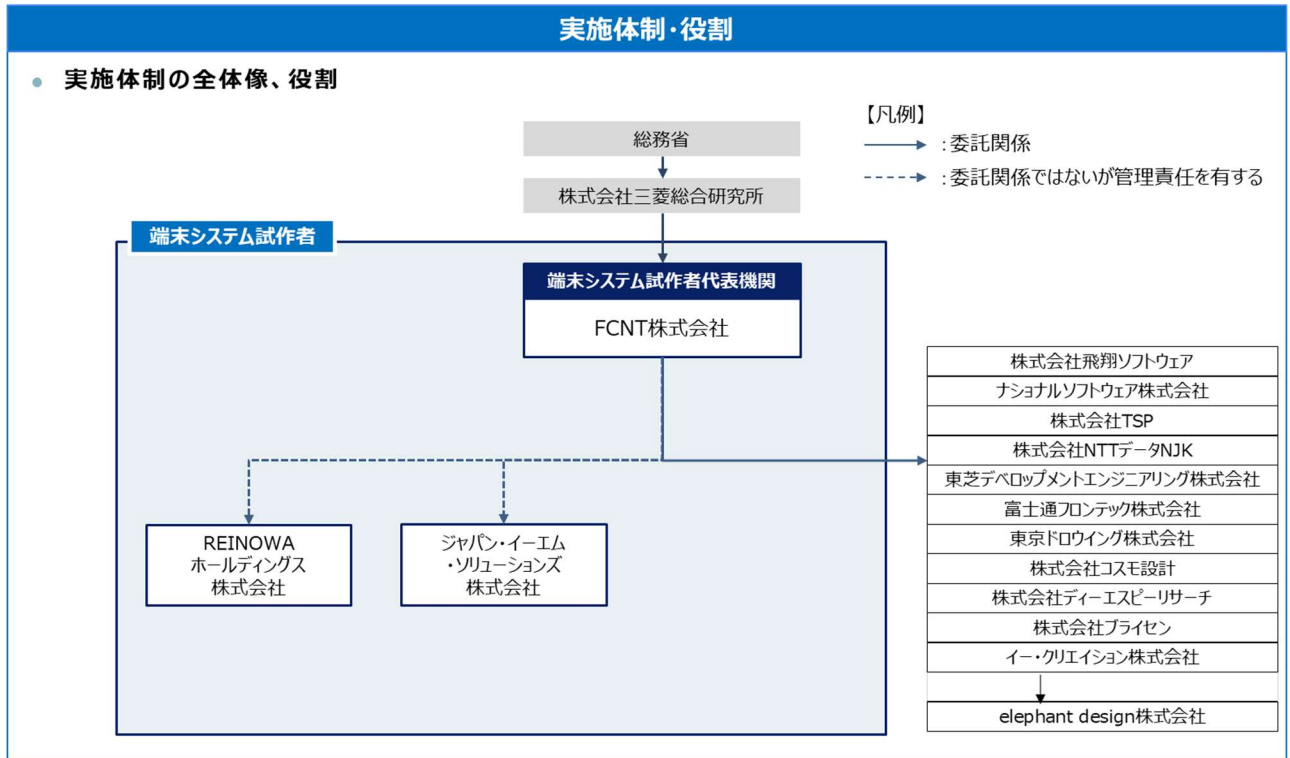 実施体制・役割
● 実施体制の全体像、役割
【凡例】
:委託関係
:委託関係ではないが管理責任を有する
総務省
株式会社三菱総合研究所
端末システム試作者
端末システム試作者代表機関
FCNT株式会社
REINOWA
ホールディングス
株式会社
ジャパン・イーエム
・ソリューションズ
株式会社
株式会社飛翔ソフトウェア
ナショナルソフトウェア株式会社
株式会社TSP
株式会社NTTデータNJK
東芝デベロップメントエンジニアリング株式会社
富士通フロンテック株式会社
東京ドロウイング株式会社
株式会社コスモ設計
株式会社ディーエスピーリサーチ
株式会社ブライセン
イー・クリエイション株式会社
elephant design株式会社